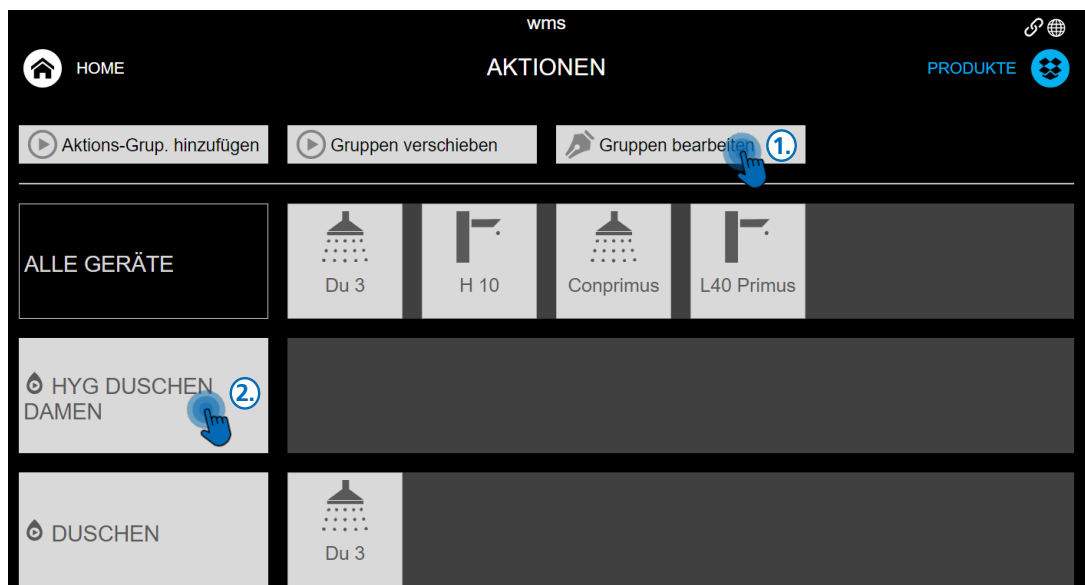 wms
HOME
AKTIONEN
PRODUKTE
Aktions-Grup. hinzufügen
Gruppen verschieben
Gruppen bearbeiten
1.
ALLE GERÄTE
Du 3
H 10
Conprimus
L40 Primus
HYG DUSCHEN
DAMEN
2.
DUSCHEN
Du 3